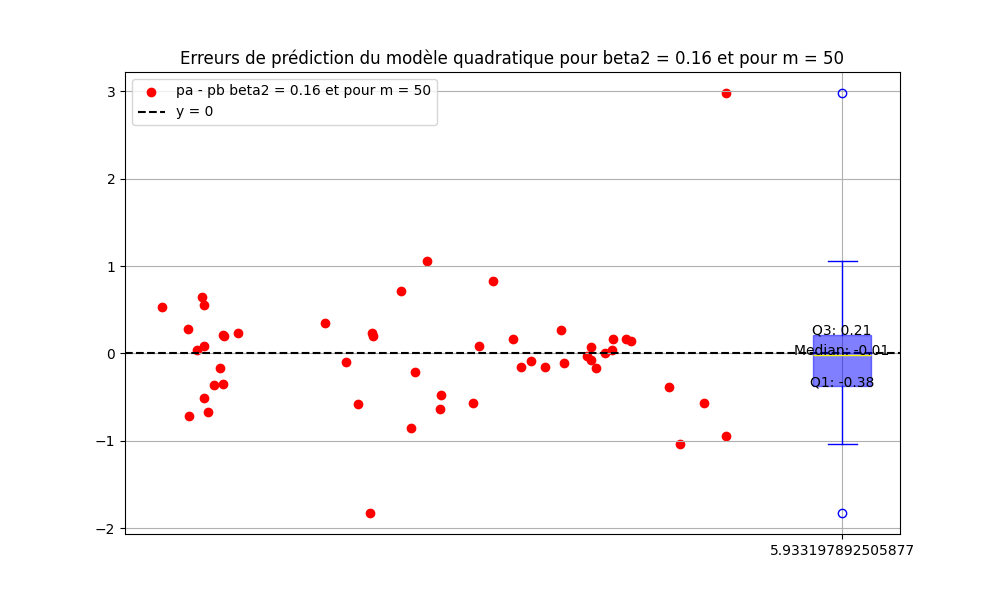 Erreurs de prédiction du modèle quadratique pour beta2 = 0.16 et pour m = 50
pa - pb beta2 = 0.16 et pour m = 50
y = 0
3
2
1
0
−1
−2
Q3: 0.21
Median: -0.01
Q1: -0.38
5.933197892505877